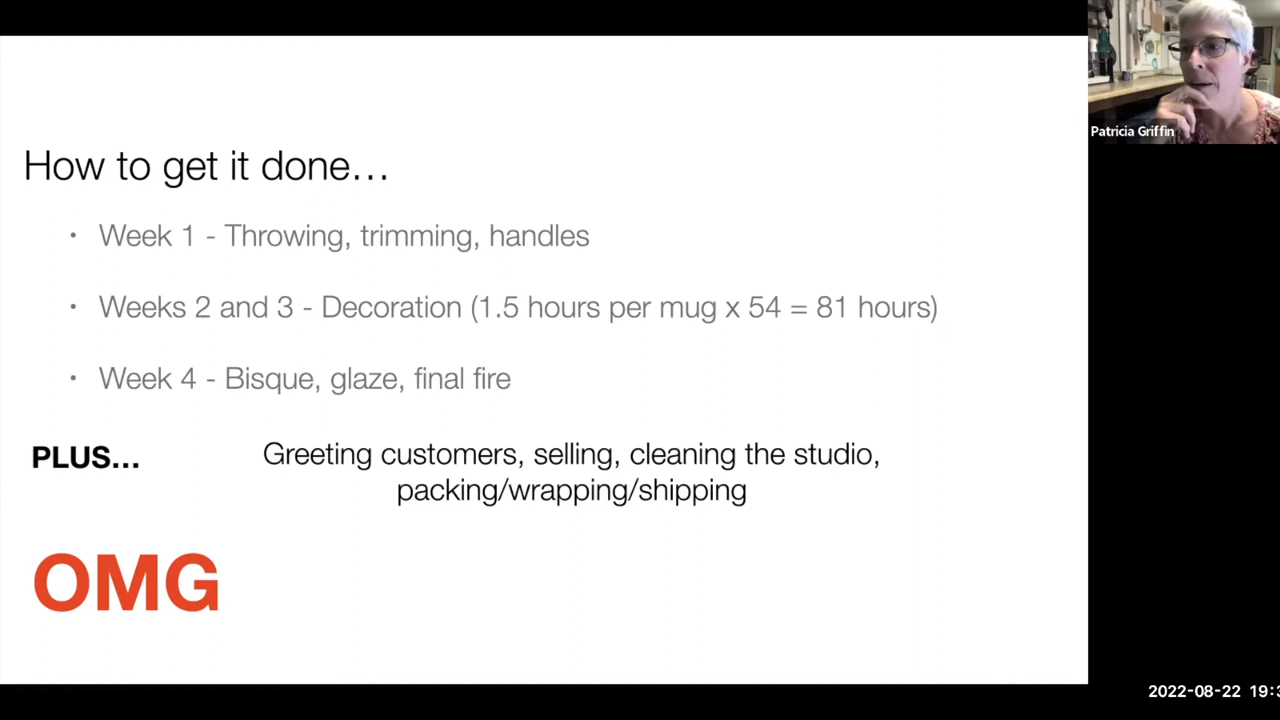 How to get it done…
• Week 1 - Throwing, trimming, handles
• Weeks 2 and 3 - Decoration (1.5 hours per mug x 54 = 81 hours)
• Week 4 - Bisque, glaze, final fire
PLUS… Greeting customers, selling, cleaning the studio,
packing/wrapping/shipping
OMG
Patricia Griffin
2022-08-22 19:3